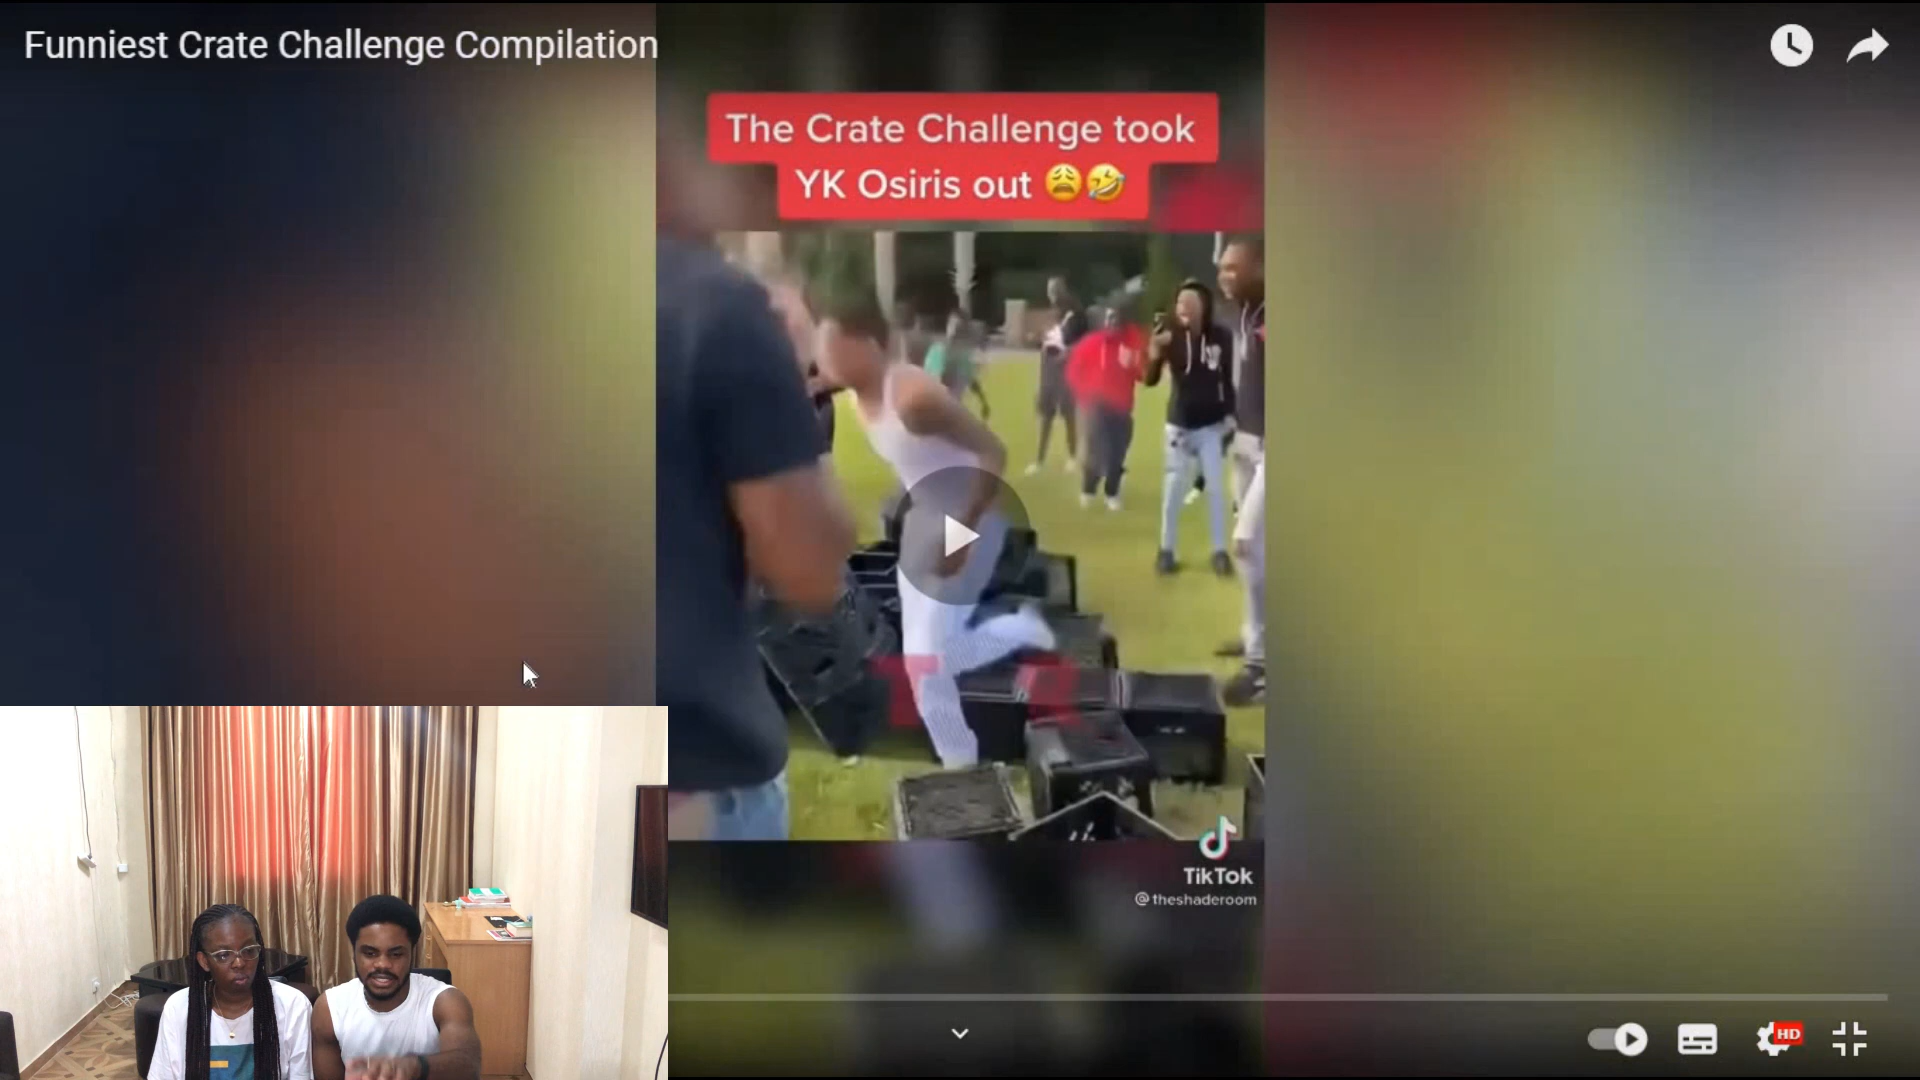 Funniest Crate Challenge Compilation
The Crate Challenge took
YK Osiris out 😩🤣
TikTok
@theshaderoom
HD